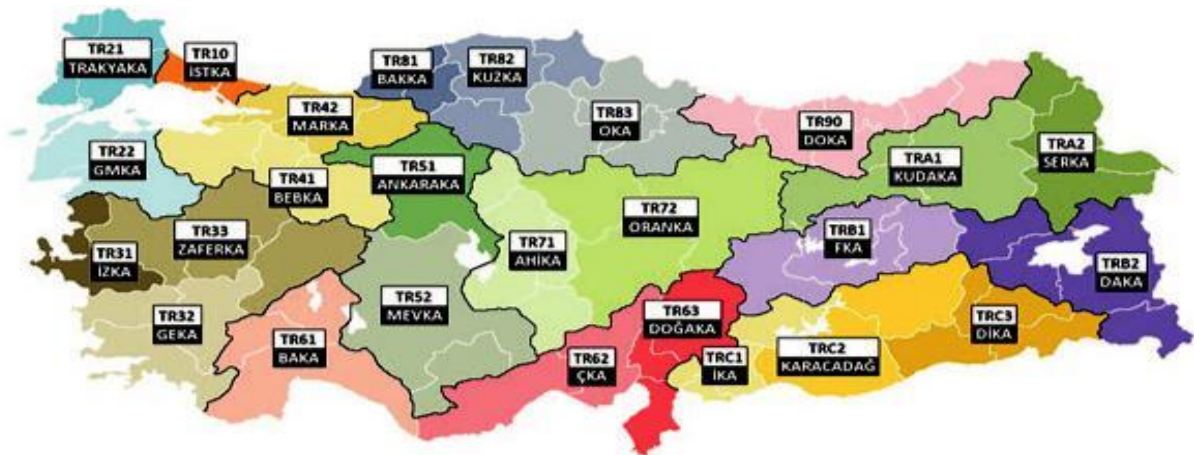 TR21
TRAKYAKA
TR10
İSTKA
TR81
BAKKA
TR82
KUZKA
TR42
MARKA
TR83
OKA
TR90
DOKA
TRA2
SERKA
TRA1
KUDAKA
TR22
GMKA
TR41
BEBKA
TR51
ANKARAKA
TR72
ORANKA
TR33
ZAFERKA
TR71
AHİKA
TRB1
FKA
TRB2
DAKA
TR31
İZKA
TR52
MEVKA
TR32
GEKA
TR61
BAKA
TR63
DOĞAKA
TR62
ÇKA
TRC1
İKA
TRC2
KARACADAĞ
TRC3
DİKA